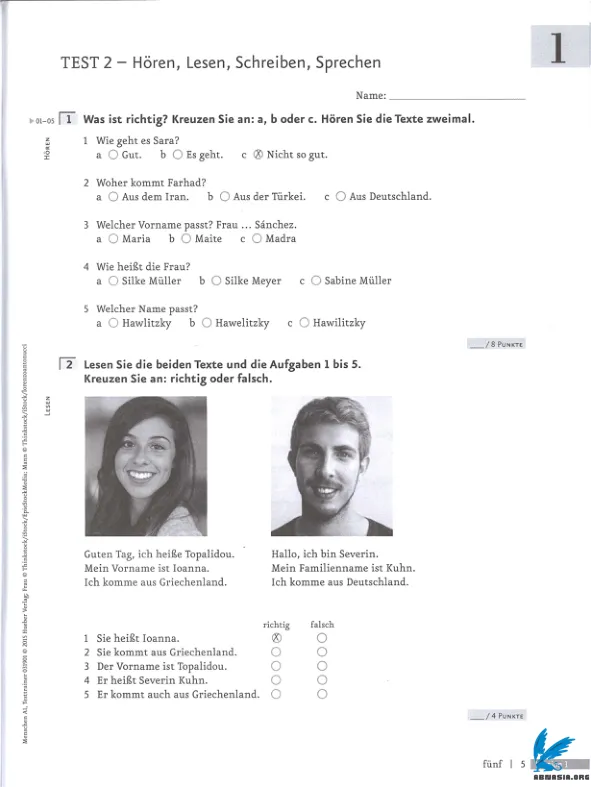 1
TEST 2 – Hören, Lesen, Schreiben, Sprechen
Name: ____________________
▷ 01–05 1 Was ist richtig? Kreuzen Sie an: a, b oder c. Hören Sie die Texte zweimal.
HÖREN
1 Wie geht es Sara?
a ○ Gut. b ○ Es geht. c ⊗ Nicht so gut.
2 Woher kommt Farhad?
a ○ Aus dem Iran. b ○ Aus der Türkei. c ○ Aus Deutschland.
3 Welcher Vorname passt? Frau ... Sánchez.
a ○ Maria b ○ Maite c ○ Madra
4 Wie heißt die Frau?
a ○ Silke Müller b ○ Silke Meyer c ○ Sabine Müller
5 Welcher Name passt?
a ○ Hawlitzky b ○ Hawelitzky c ○ Hawilitzky
___ / 8 PUNKTE
2 Lesen Sie die beiden Texte und die Aufgaben 1 bis 5.
Kreuzen Sie an: richtig oder falsch.
LESEN
Guten Tag, ich heiße Topalidou.
Mein Vorname ist Ioanna.
Ich komme aus Griechenland.
Hallo, ich bin Severin.
Mein Familienname ist Kuhn.
Ich komme aus Deutschland.
richtig falsch
1 Sie heißt Ioanna. ⊗ ○
2 Sie kommt aus Griechenland. ○ ○
3 Der Vorname ist Topalidou. ○ ○
4 Er heißt Severin Kuhn. ○ ○
5 Er kommt auch aus Griechenland. ○ ○
___ / 4 PUNKTE
Menschen A1, Testtrainer 031901 © 2015 Hueber Verlag; Frau © Thinkstock/iStock/EpicStockMedia; Mann © Thinkstock/iStock/lorenzoantonucci
fünf | 5
ABMASIA.ORG